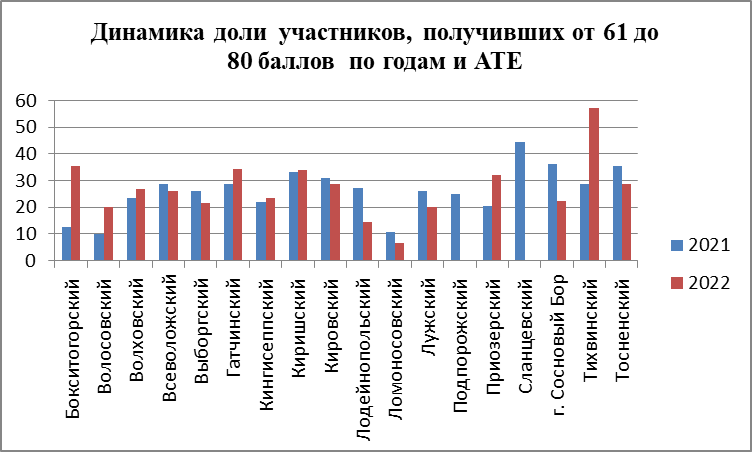 Динамика доли участников, получивших от 61 до
80 баллов по годам и АТЕ
60
50
40
30
20
10
0
Бокситогорский
Волосовский
Волховский
Всеволожский
Выборгский
Гатчинский
Кингисеппский
Киришский
Кировский
Лодейнопольский
Ломоносовский
Лужский
Подпорожский
Приозерский
Сланцевский
г. Сосновый Бор
Тихвинский
Тосненский
2021
2022